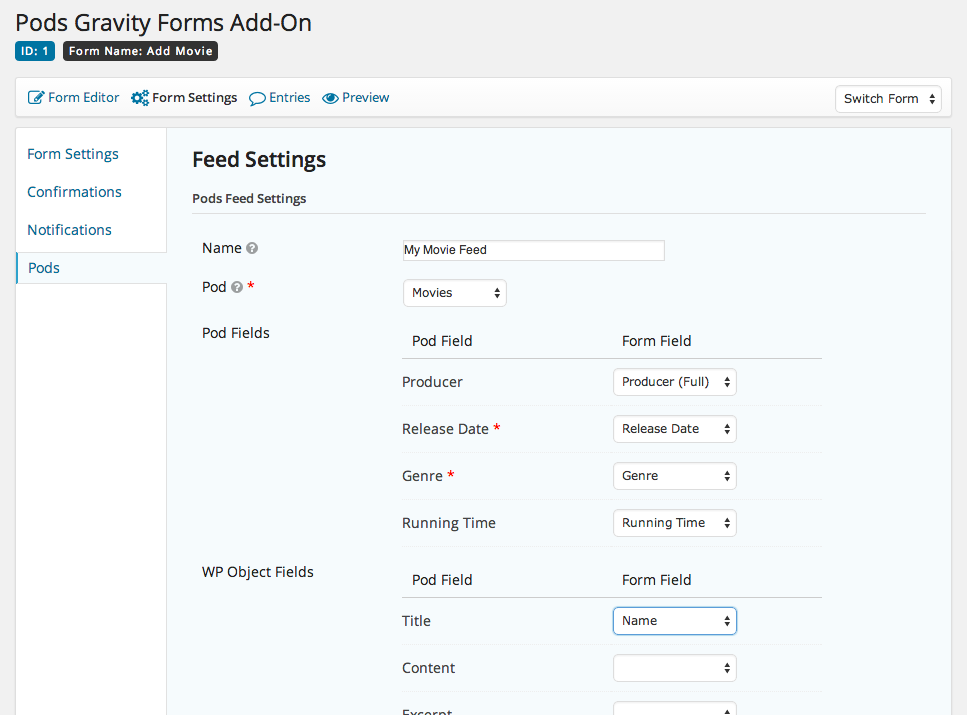 Pods Gravity Forms Add-On
ID: 1 Form Name: Add Movie
Form Editor Form Settings Entries Preview Switch Form
Form Settings
Confirmations
Notifications
Pods
Feed Settings
Pods Feed Settings
Name ? My Movie Feed
Pod ? * Movies
Pod Fields
Pod Field Form Field
Producer Producer (Full)
Release Date * Release Date
Genre * Genre
Running Time Running Time
WP Object Fields
Pod Field Form Field
Title Name
Content
Excerpt